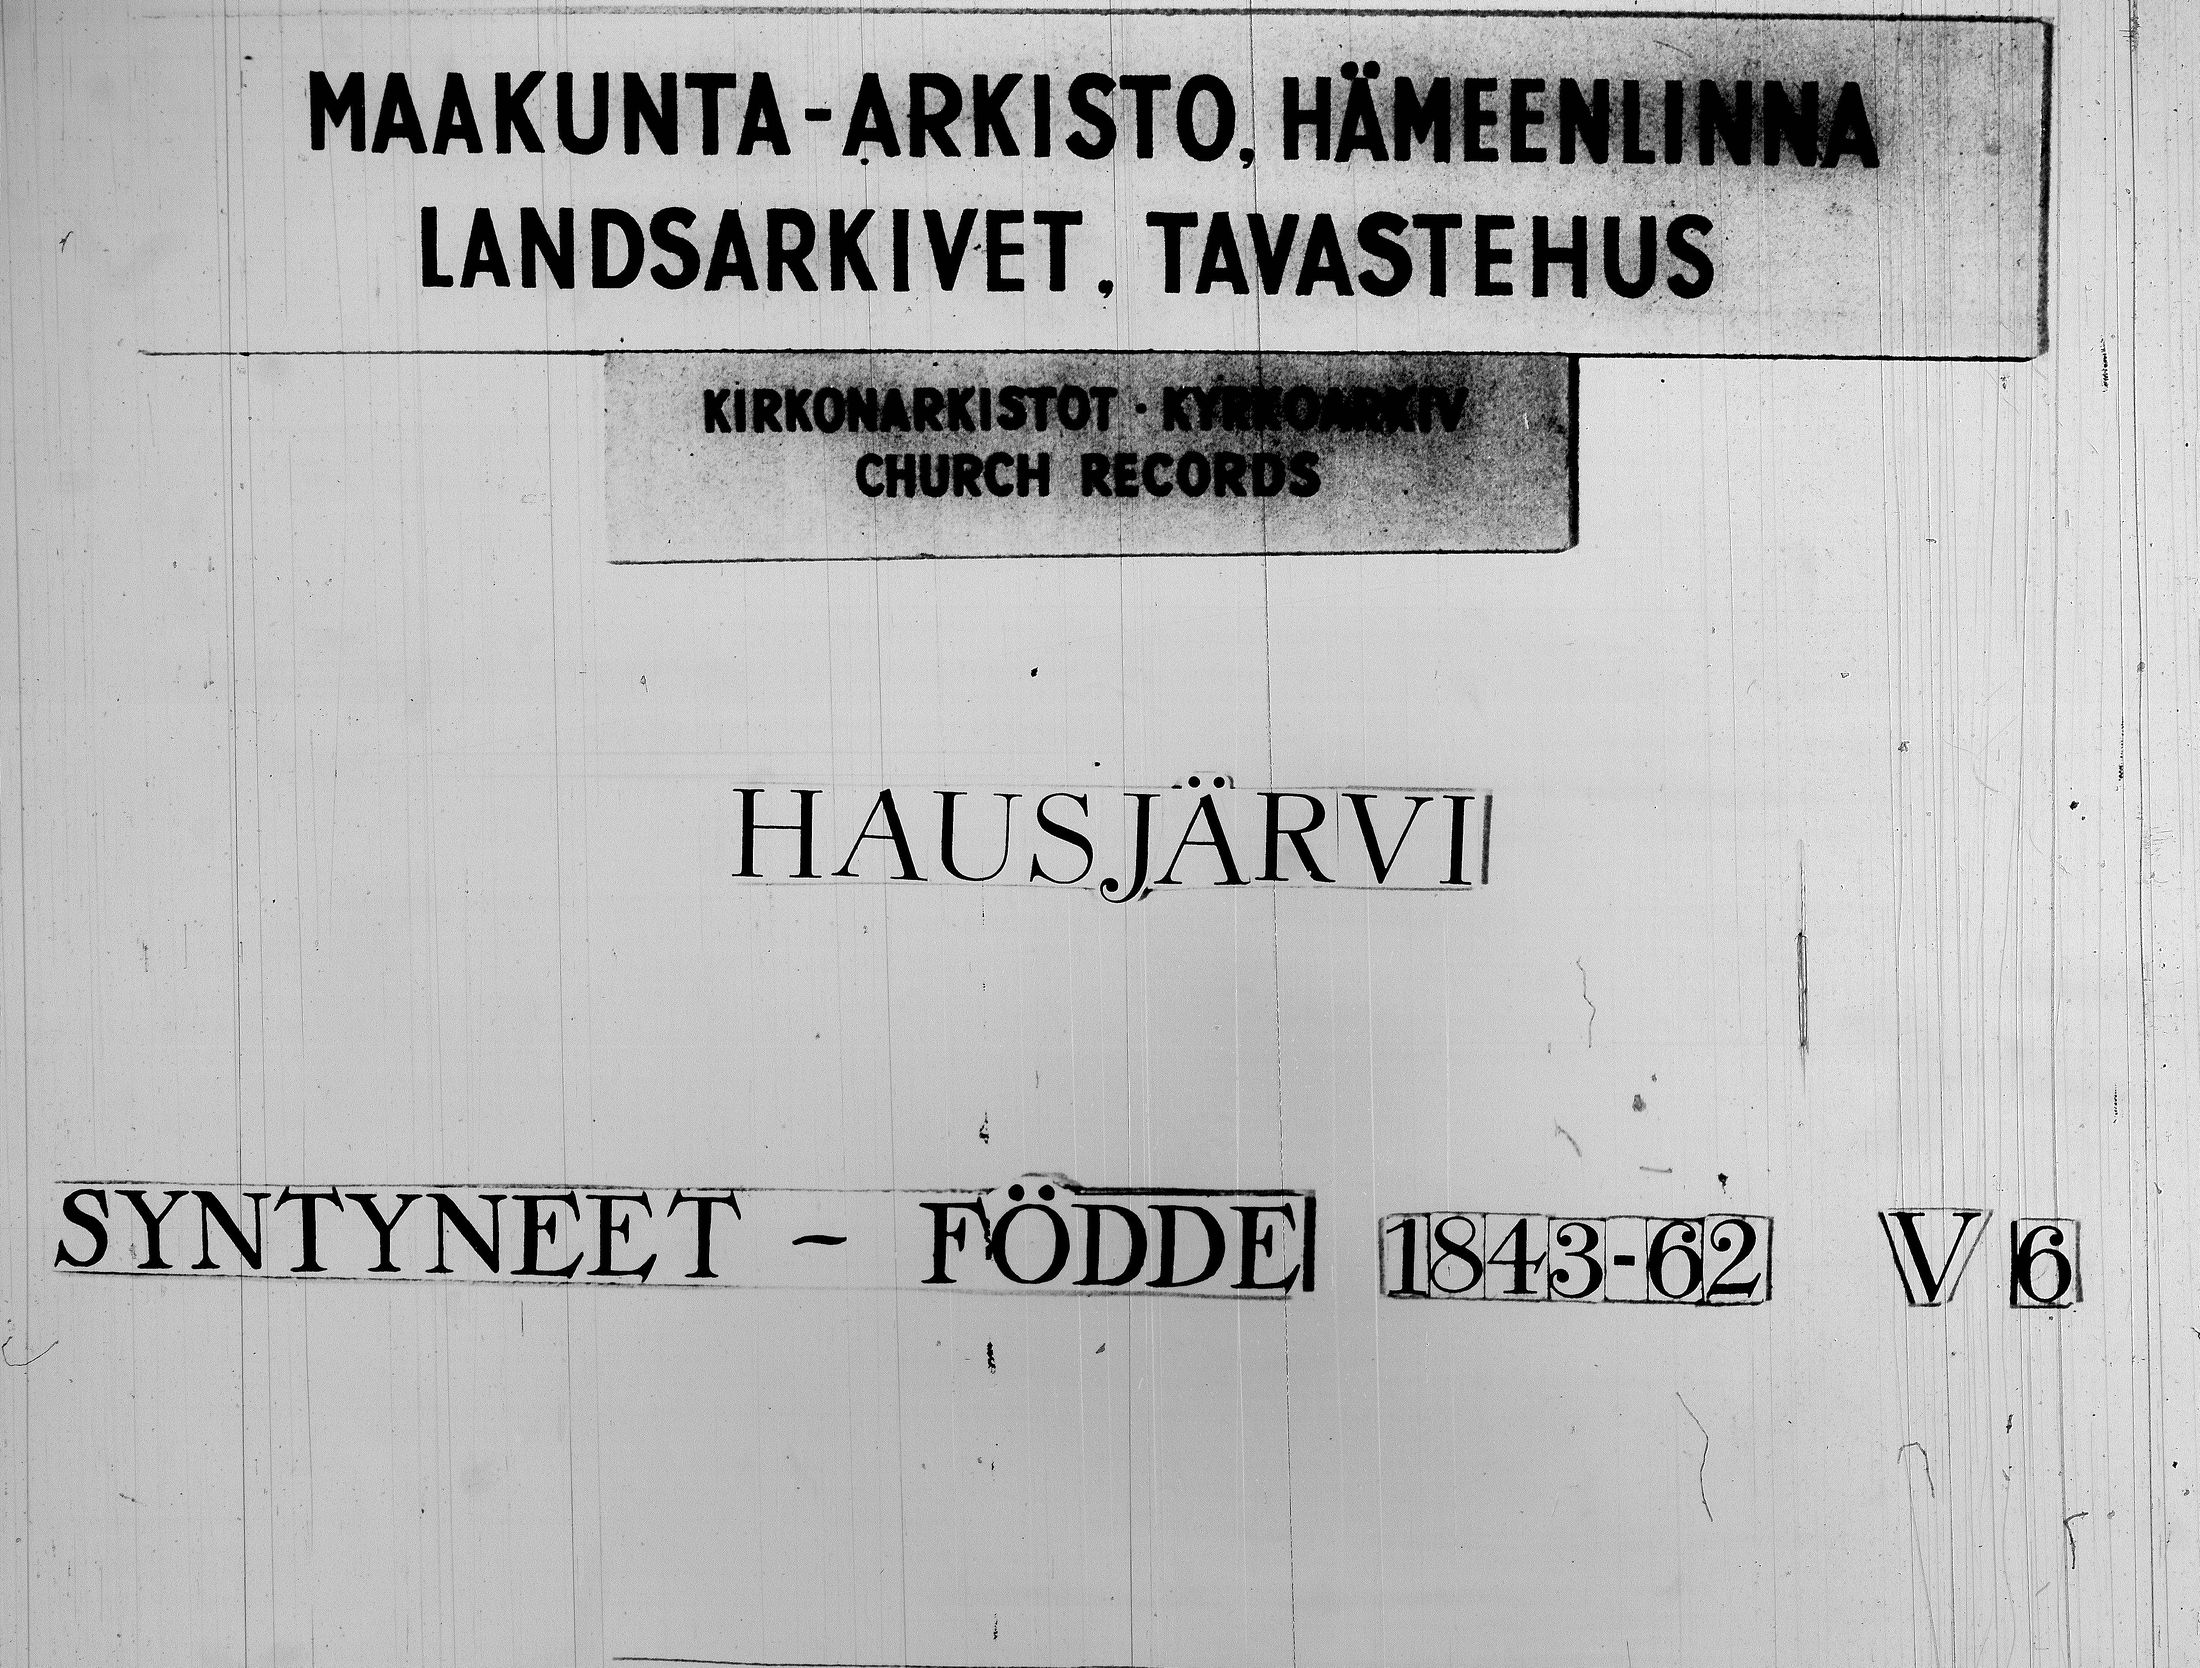 MAAKUNTA-ARKISTO, HÄMEENLINNA
LANDSARKIVET, TAVASTEHUS
KIRKONARKISTOT · KYRKOARKIV
CHURCH RECORDS
HAUSJÄRVI
SYNTYNEET - FÖDDE 1843-62 V 6